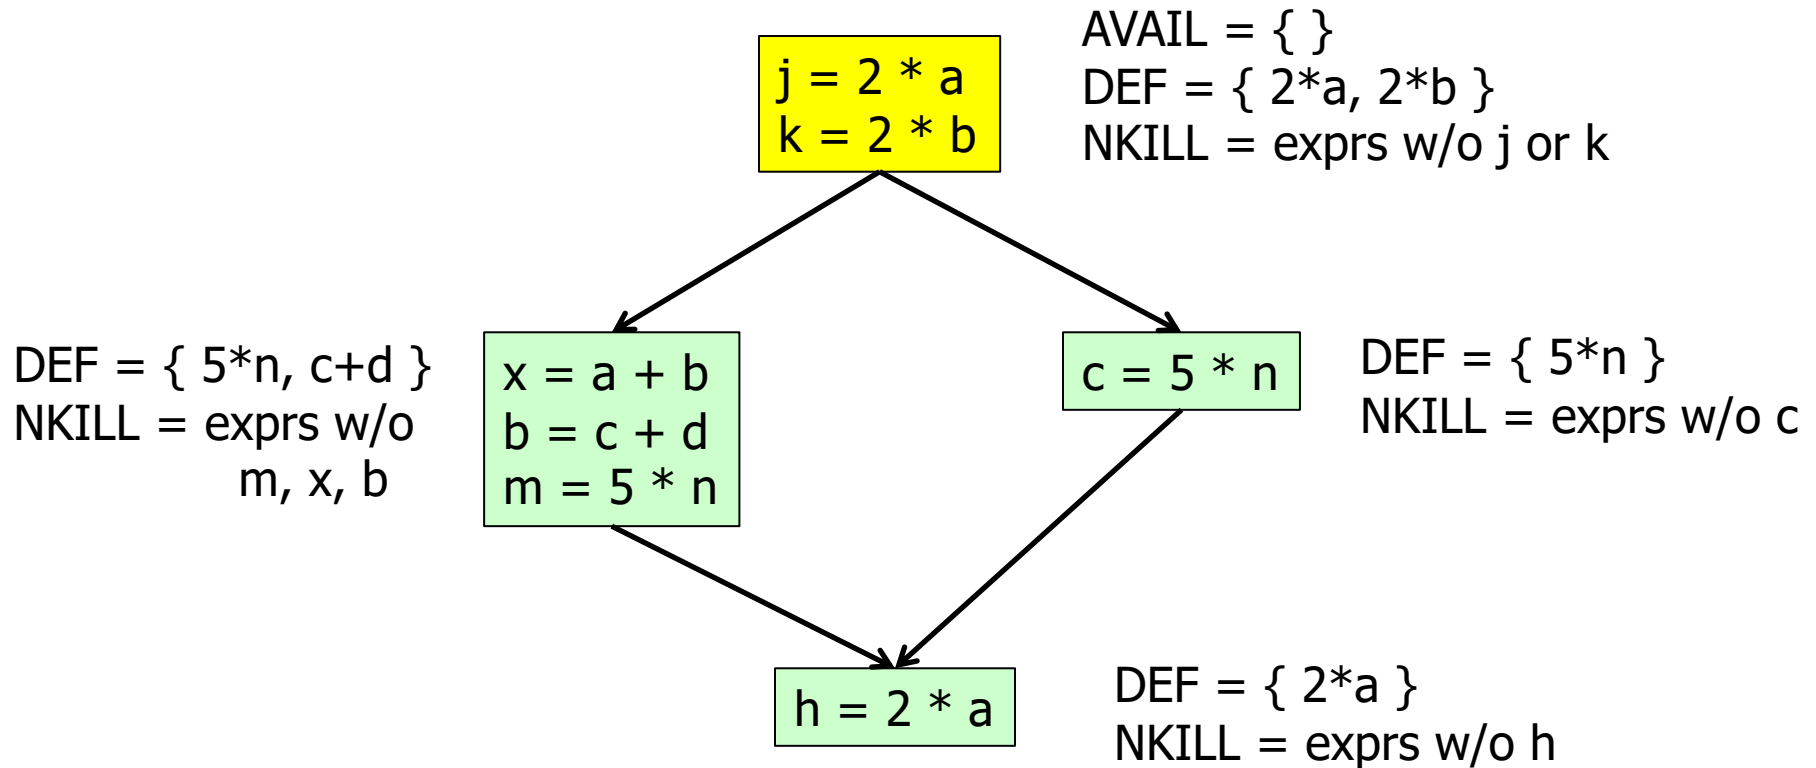 j = 2 * a
k = 2 * b
AVAIL = { }
DEF = { 2*a, 2*b }
NKILL = exprs w/o j or k
DEF = { 5*n, c+d }
NKILL = exprs w/o
m, x, b
x = a + b
b = c + d
m = 5 * n
c = 5 * n
DEF = { 5*n }
NKILL = exprs w/o c
h = 2 * a
DEF = { 2*a }
NKILL = exprs w/o h